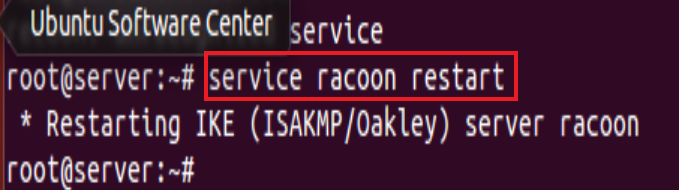 Ubuntu Software Center
service
root@server:~# service racoon restart
* Restarting IKE (ISAKMP/Oakley) server racoon
root@server:~#